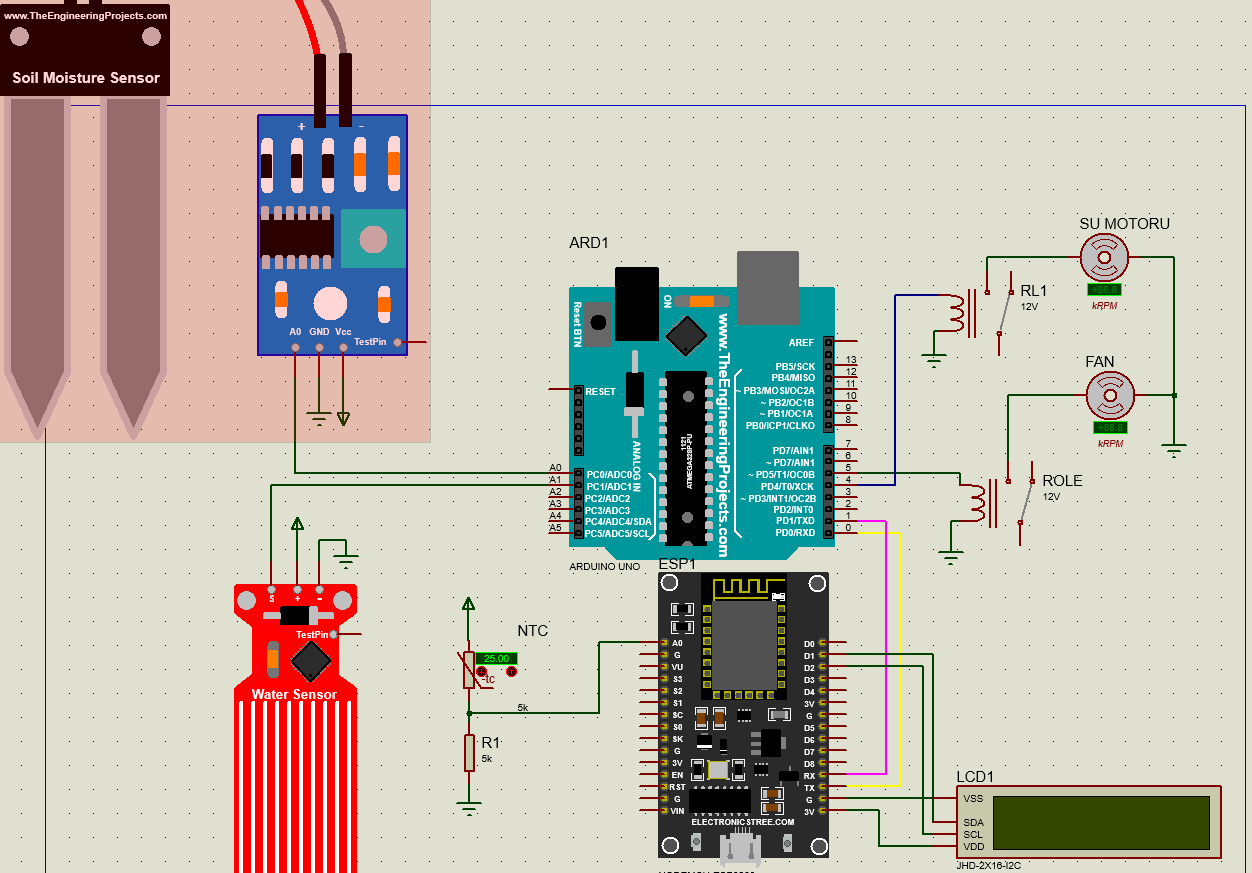 www.TheEngineeringProjects.com
Soil Moisture Sensor
+ -
A0 GND Vcc
TestPin
ARD1
Reset BTN
ON
www.TheEngineeringProjects.com
RESET
ANALOG IN
1121
ATMEGA328P-PU
AREF
PB5/SCK 13
PB4/MISO 12
~ PB3/MOSI/OC2A 11
~ PB2/OC1B 10
~ PB1/OC1A 9
PB0/ICP1/CLKO 8
PD7/AIN1 7
~ PD7/AIN1 6
~ PD5/T1/OC0B 5
PD4/T0/XCK 4
~ PD3/INT1/OC2B 3
PD2/INT0 2
PD1/TXD 1
PD0/RXD 0
A0 PC0/ADC0
A1 PC1/ADC1
A2 PC2/ADC2
A3 PC3/ADC3
A4 PC4/ADC4/SDA
A5 PC5/ADC5/SCL
ARDUINO UNO
SU MOTORU
+88.8
kRPM
RL1
12V
FAN
+88.8
kRPM
ROLE
12V
S + -
TestPin
Water Sensor
NTC
25.00
-tc
5k
R1
5k
ESP1
A0
G
VU
S3
S2
S1
SC
S0
SK
G
3V
EN
RST
G
VIN
D0
D1
D2
D3
D4
3V
G
D5
D6
D7
D8
RX
TX
G
3V
ELECTRONICSTREE.COM
LCD1
VSS
SDA
SCL
VDD
JHD-2X16-I2C